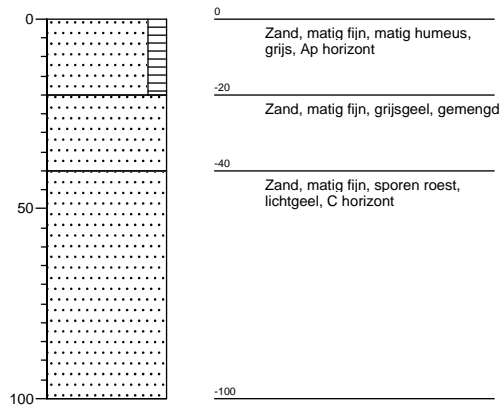 0
0
Zand, matig fijn, matig humeus,
grijs, Ap horizont
-20
Zand, matig fijn, grijsgeel, gemengd
-40
Zand, matig fijn, sporen roest,
lichtgeel, C horizont
50
100
-100